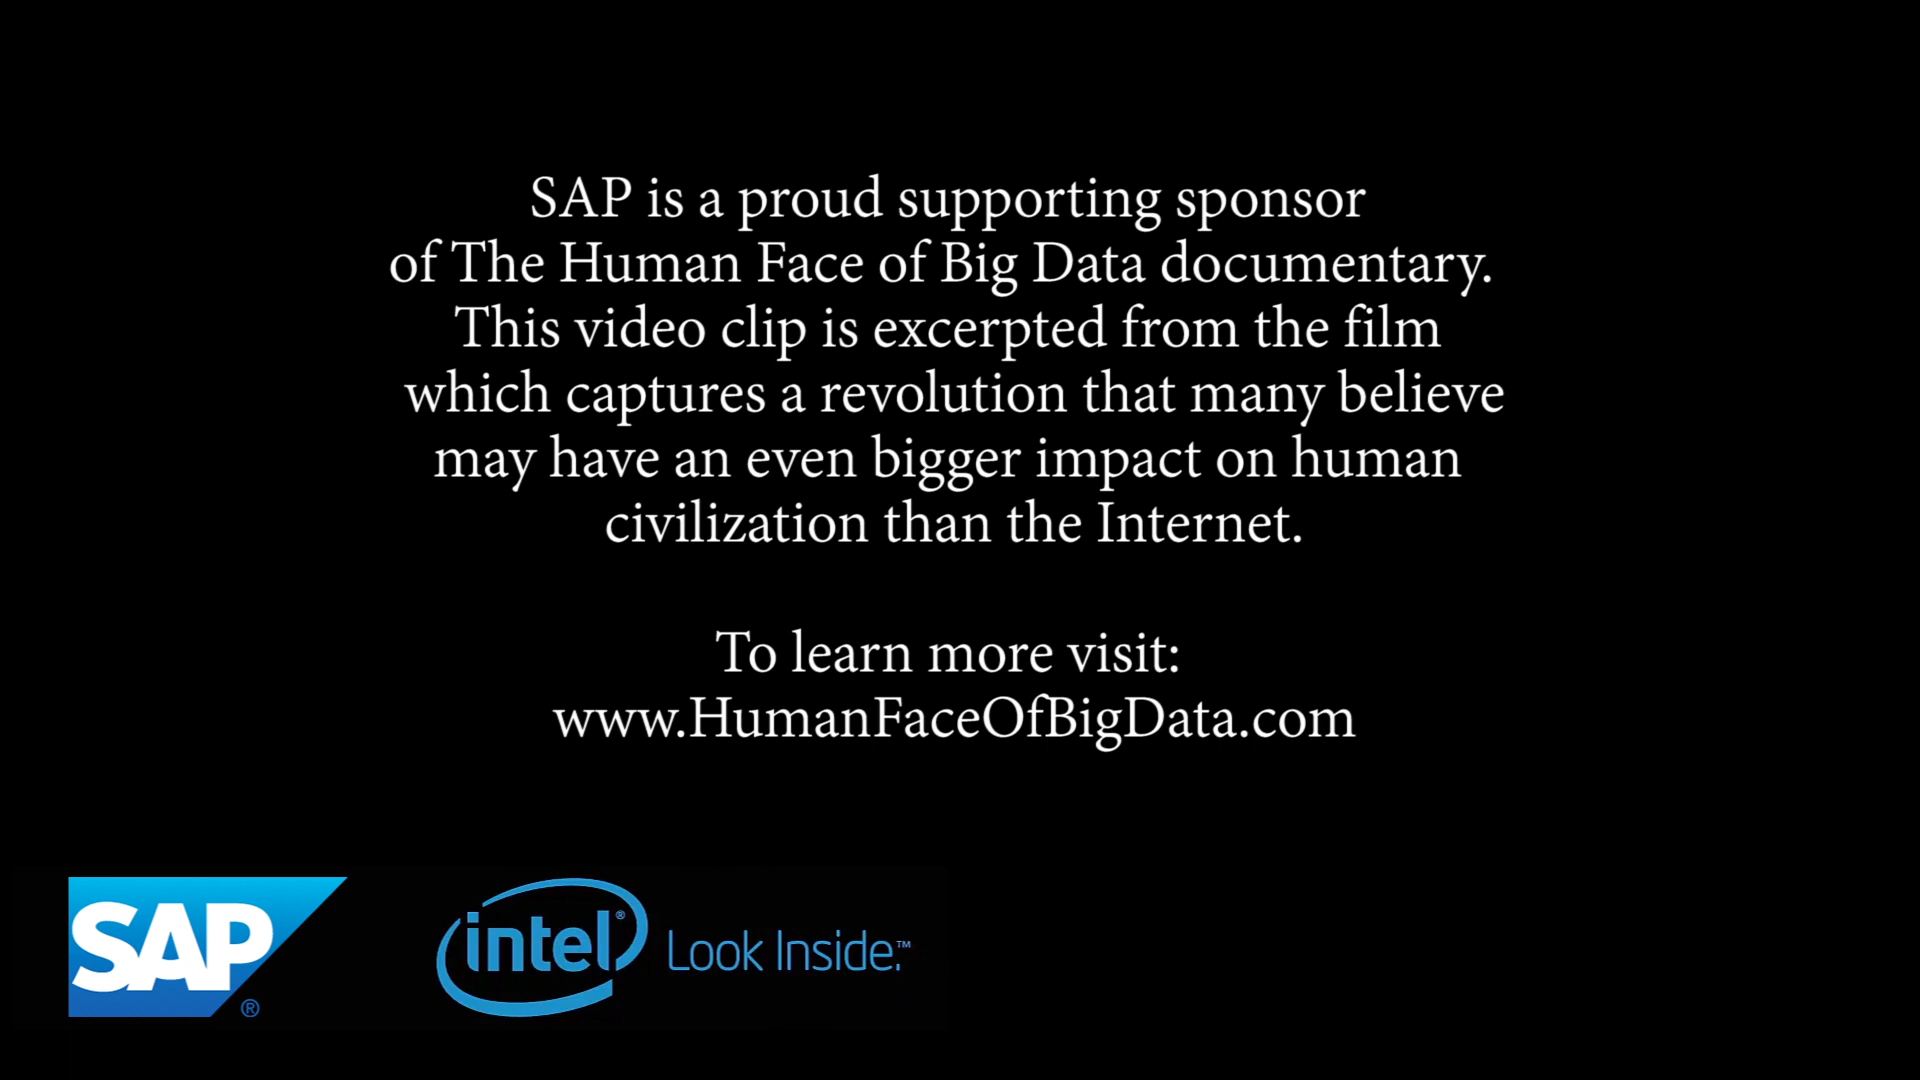 SAP is a proud supporting sponsor
of The Human Face of Big Data documentary.
This video clip is excerpted from the film
which captures a revolution that many believe
may have an even bigger impact on human
civilization than the Internet.
To learn more visit:
www.HumanFaceOfBigData.com
SAP®
intel® Look Inside.™